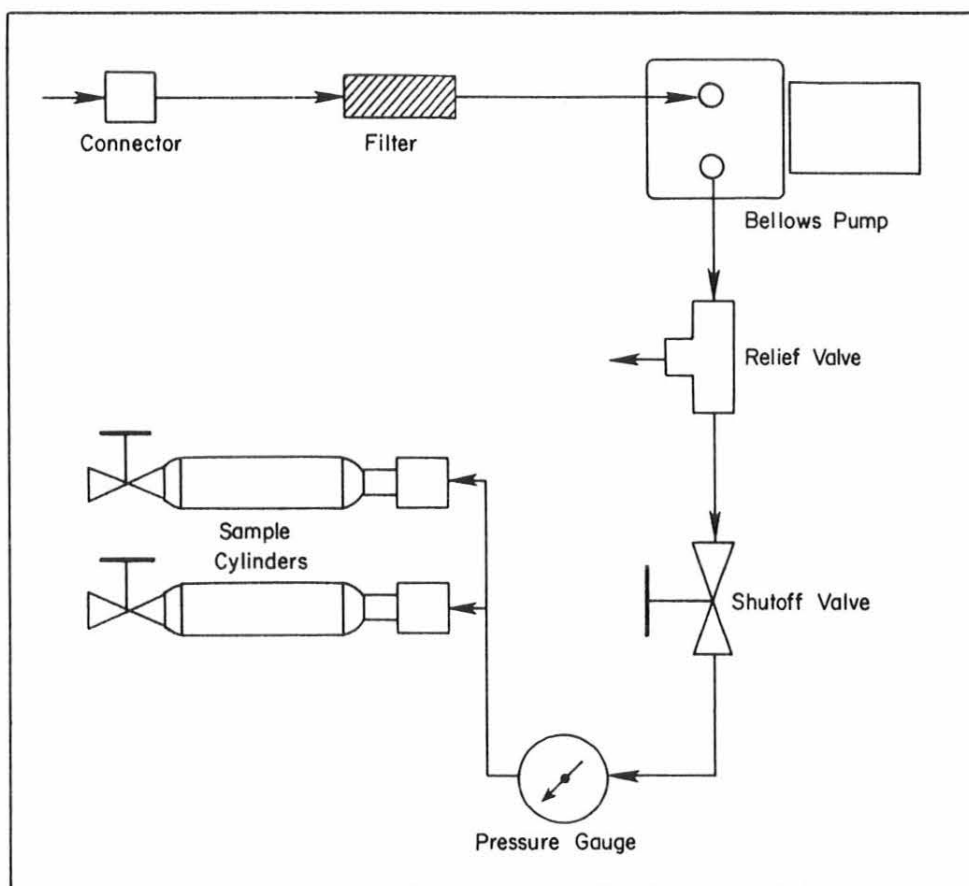 Connector
Filter
Bellows Pump
Relief Valve
Sample
Cylinders
Shutoff Valve
Pressure Gauge